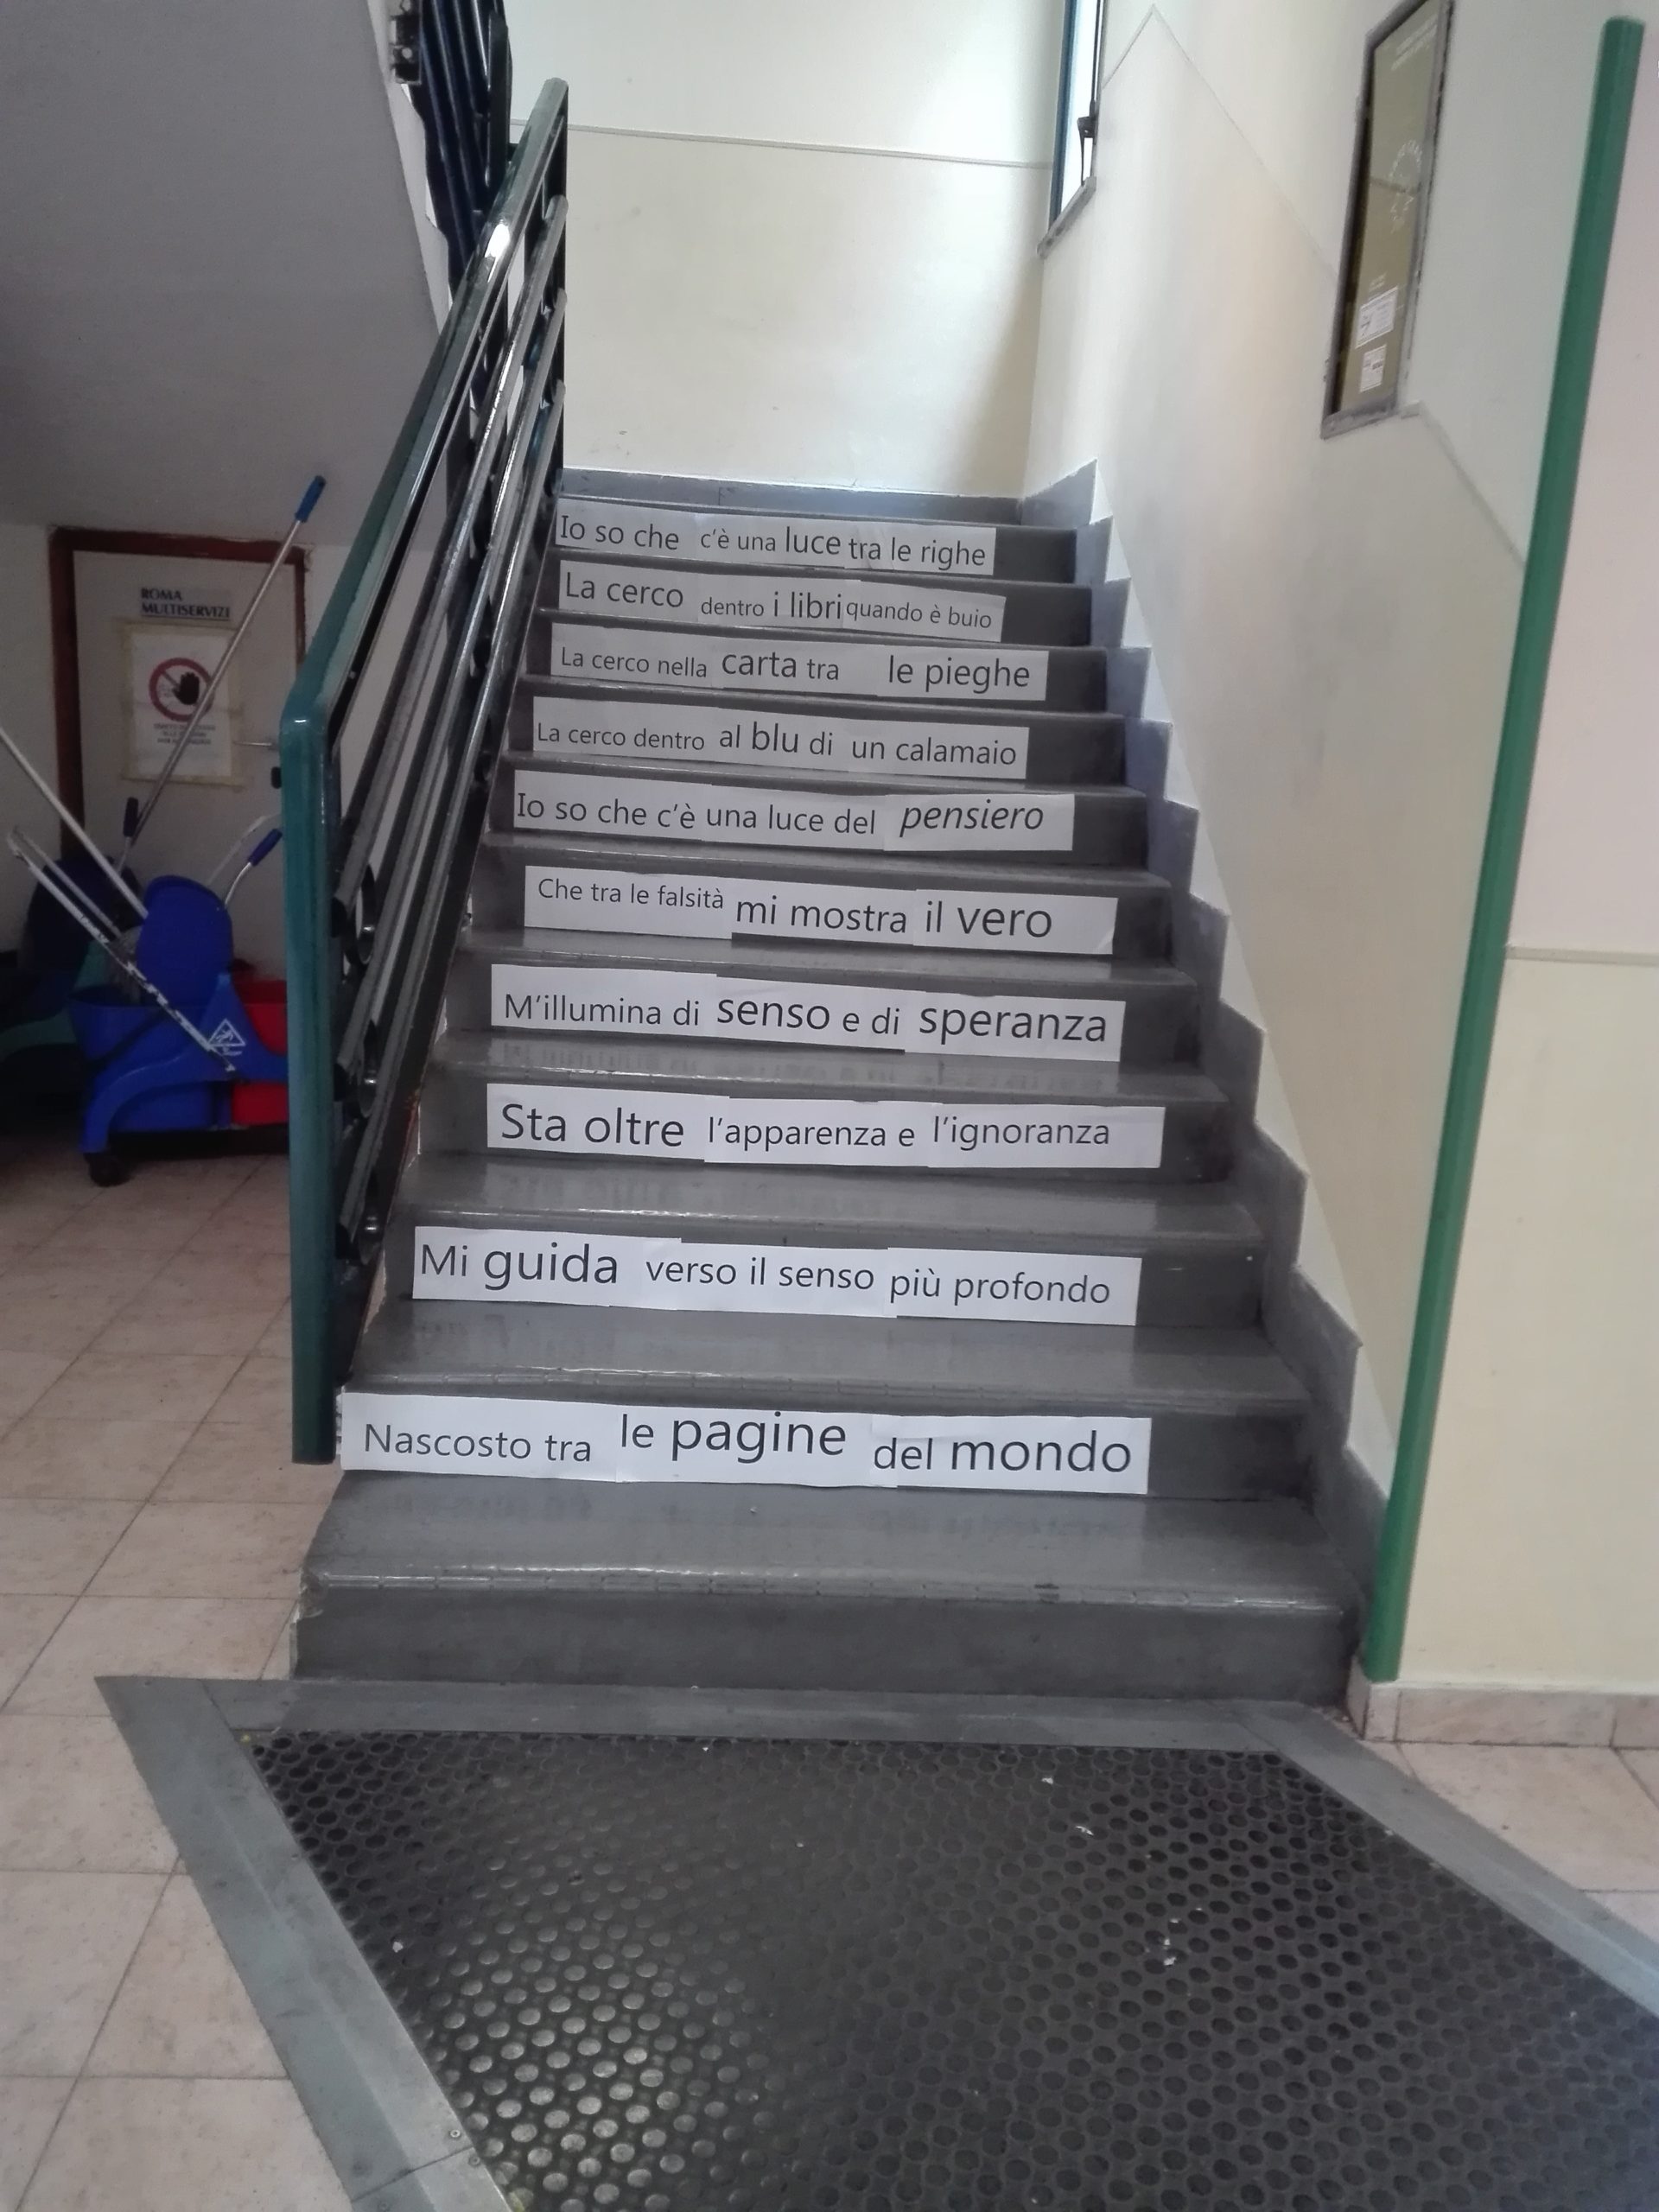 Io so che c'è una luce tra le righe
La cerco dentro i libri quando è buio
La cerco nella carta tra le pieghe
La cerco dentro al blu di un calamaio
Io so che c'è una luce del pensiero
Che tra le falsità mi mostra il vero
M'illumina di senso e di speranza
Sta oltre l'apparenza e l'ignoranza
Mi guida verso il senso più profondo
Nascosto tra le pagine del mondo
ROMA
MULTISERVIZI